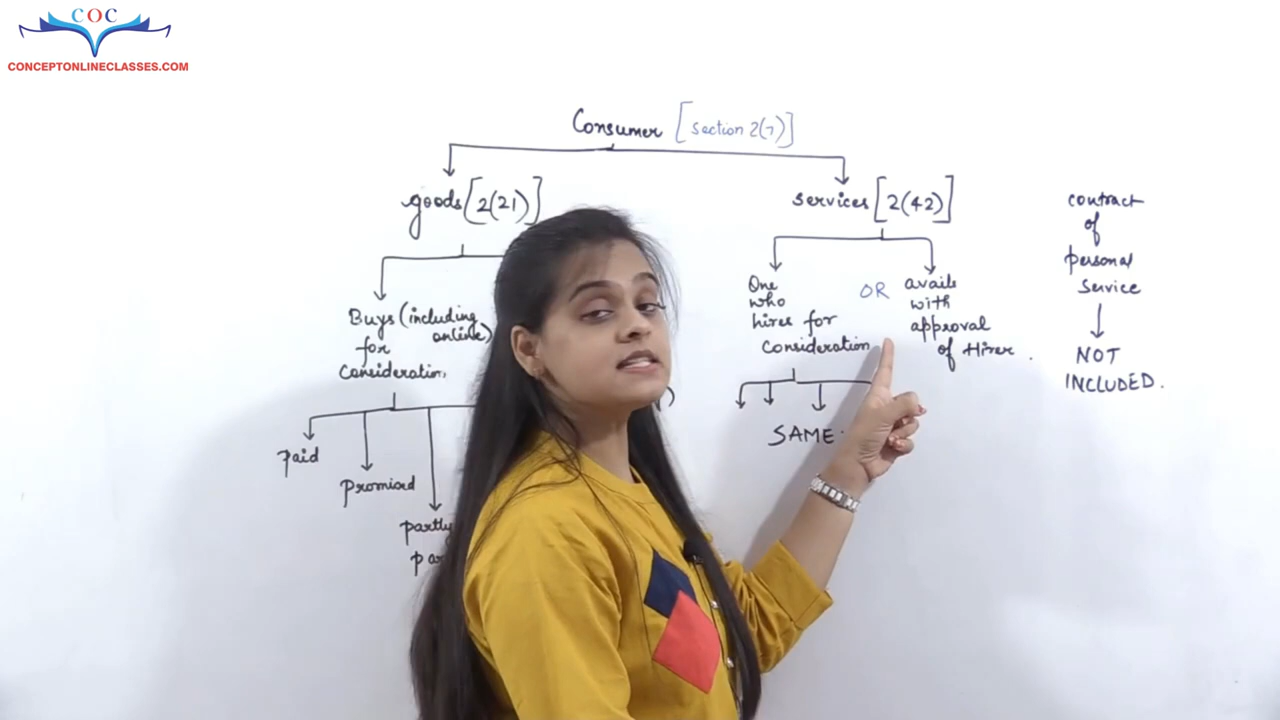 COC
CONCEPTONLINECLASSES.COM
Consumer [Section 2(7)]
goods [2(21)]
Buys (including
online)
for
Consideration
paid
Promised
partly
services [2(42)]
One
who
hires for
Consideration
SAME
OR
avails
with
approval
of Hirer.
contract
of
personal
service
NOT
INCLUDED.